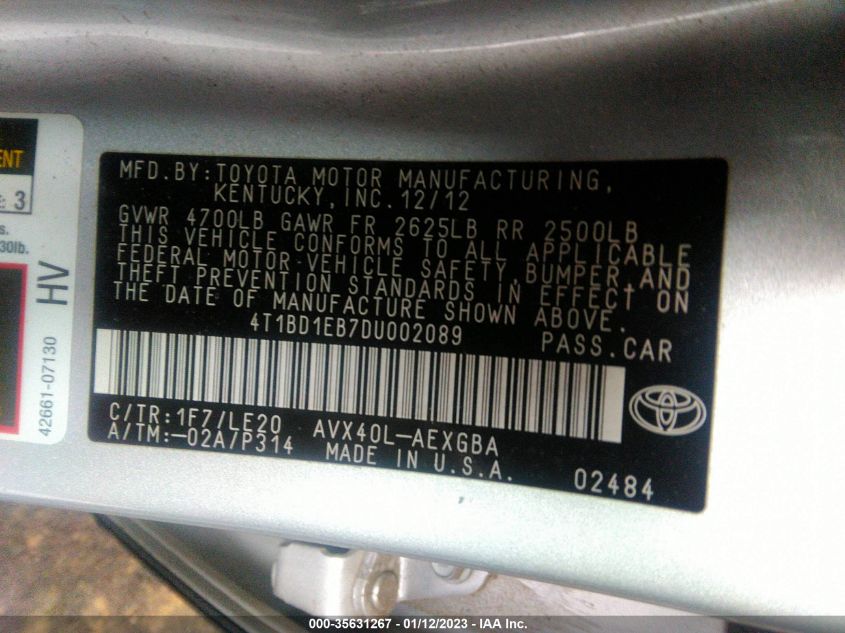 ENT
E: 3
s.
30lb.
HV
42661-07130
MFD.BY:TOYOTA MOTOR MANUFACTURING,
KENTUCKY, INC.12/12
GVWR 4700LB GAWR FR 2625LB RR 2500LB
THIS VEHICLE CONFORMS TO ALL APPLICABLE
FEDERAL MOTOR-VEHICLE SAFETY, BUMPER,AND
THEFT PREVENTION STANDARDS IN EFFECT ON
THE DATE OF MANUFACTURE SHOWN ABOVE.
4T1BD1EB7DU002089 PASS.CAR
C/TR:1F7/LE20 AVX40L-AEXGBA
A/TM:-02A/P314 MADE IN U.S.A.
02484
000-35631267 - 01/12/2023 - IAA Inc.